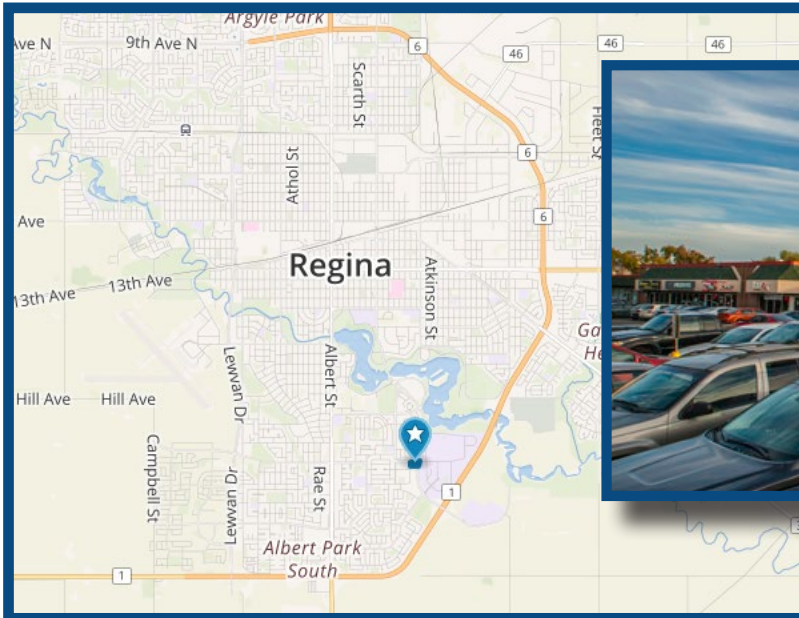 Argyle Park
Ave N
9th Ave N
6
46
46
46
Scarth St
Fleet St
6
Athol St
6
Ave
Regina
13th Ave
13th Ave
Atkinson St
Albert St
Lewvan Dr
Hill Ave
Hill Ave
Campbell St
Lewvan Dr
Rae St
1
Albert Park
South
1